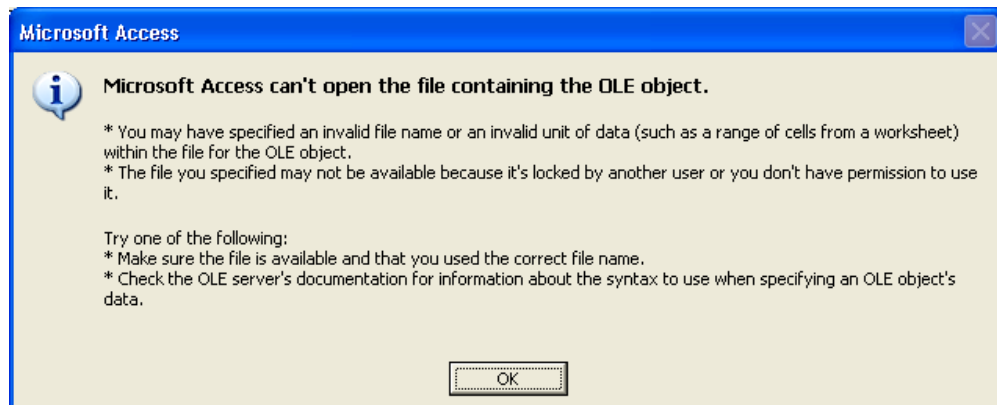 Microsoft Access
Microsoft Access can't open the file containing the OLE object.
* You may have specified an invalid file name or an invalid unit of data (such as a range of cells from a worksheet)
within the file for the OLE object.
* The file you specified may not be available because it's locked by another user or you don't have permission to use
it.
Try one of the following:
* Make sure the file is available and that you used the correct file name.
* Check the OLE server's documentation for information about the syntax to use when specifying an OLE object's
data.
OK